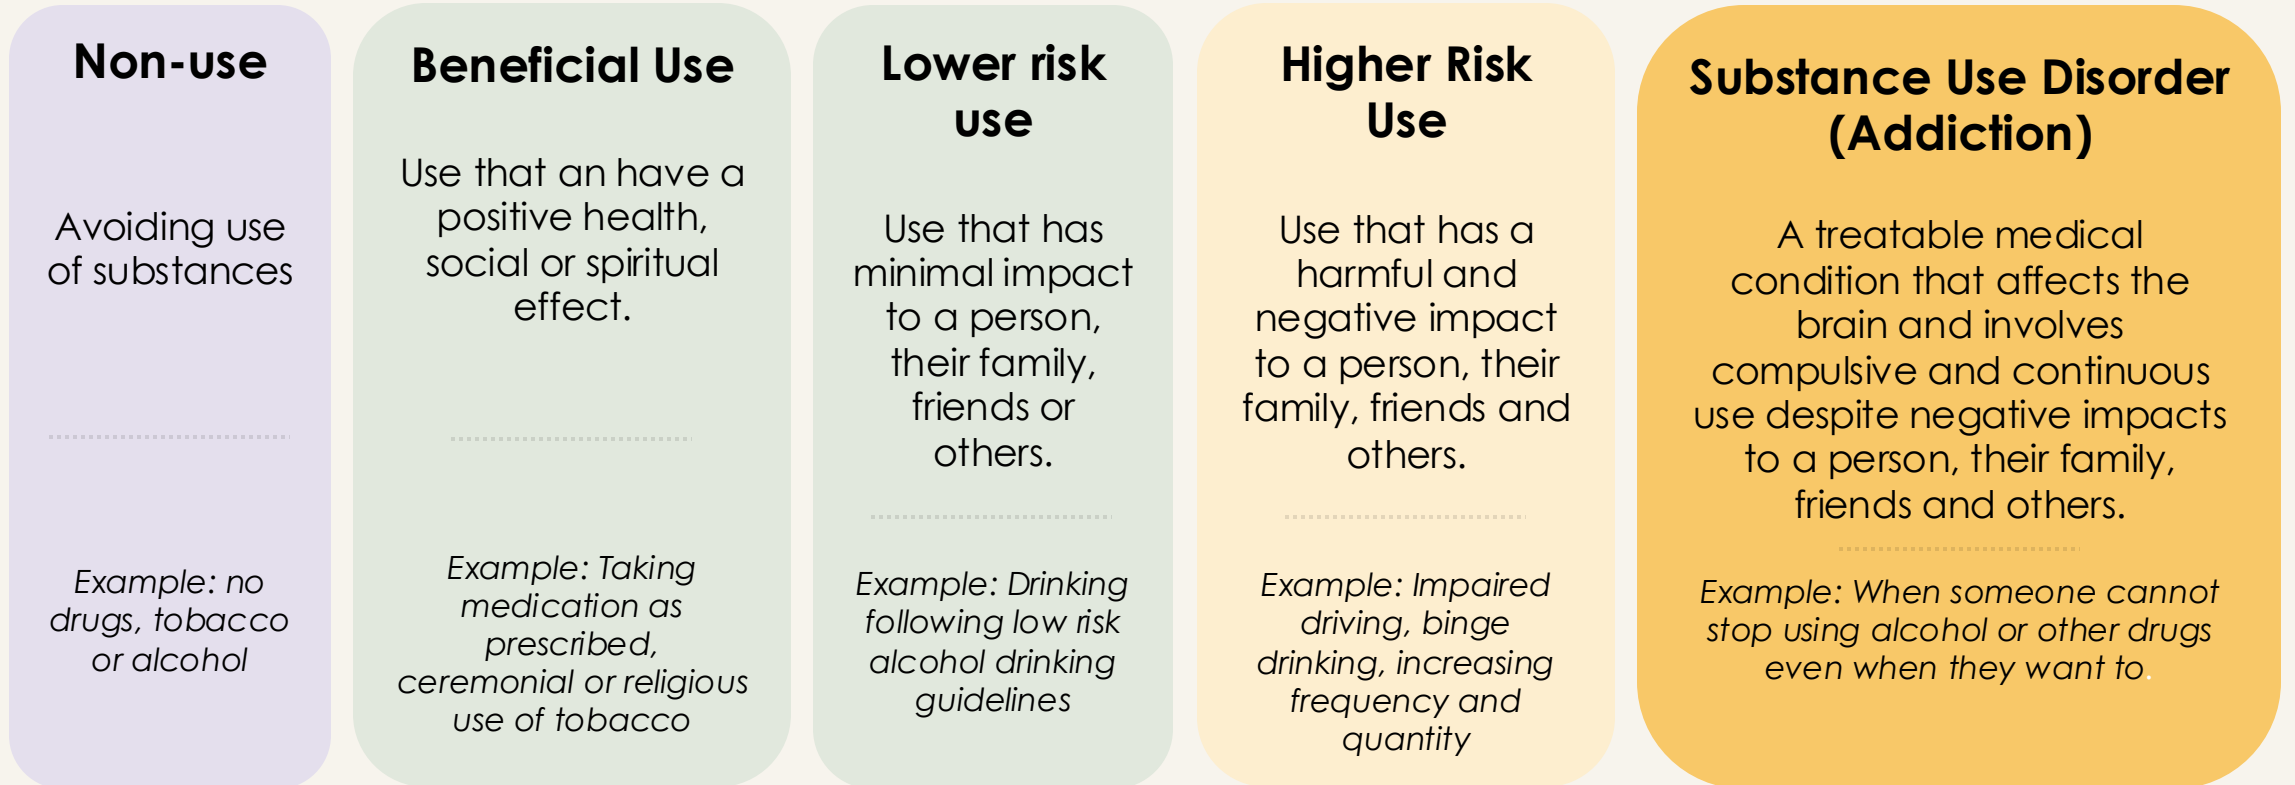 Non-use
Avoiding use
of substances
Example: no
drugs, tobacco
or alcohol
Beneficial Use
Use that an have a
positive health,
social or spiritual
effect.
Example: Taking
medication as
prescribed,
ceremonial or religious
use of tobacco
Lower risk
use
Use that has
minimal impact
to a person,
their family,
friends or
others.
Example: Drinking
following low risk
alcohol drinking
guidelines
Higher Risk
Use
Use that has a
harmful and
negative impact
to a person, their
family, friends and
others.
Example: Impaired
driving, binge
drinking, increasing
frequency and
quantity
Substance Use Disorder
(Addiction)
A treatable medical
condition that affects the
brain and involves
compulsive and continuous
use despite negative impacts
to a person, their family,
friends and others.
Example: When someone cannot
stop using alcohol or other drugs
even when they want to.